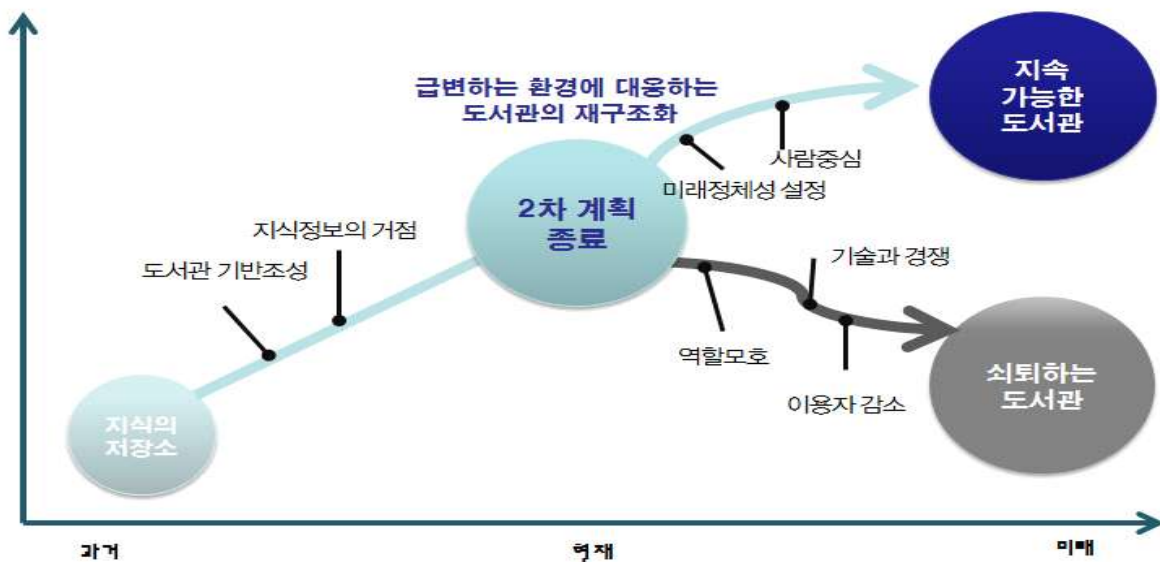 지속
가능한
도서관
급변하는 환경에 대응하는
도서관의 재구조화
사람중심
미래정체성 설정
2차 계획
종료
지식정보의 거점
도서관 기반조성
기술과 경쟁
역할모호
이용자 감소
쇠퇴하는
도서관
지식의
저장소
과거
현재
미래